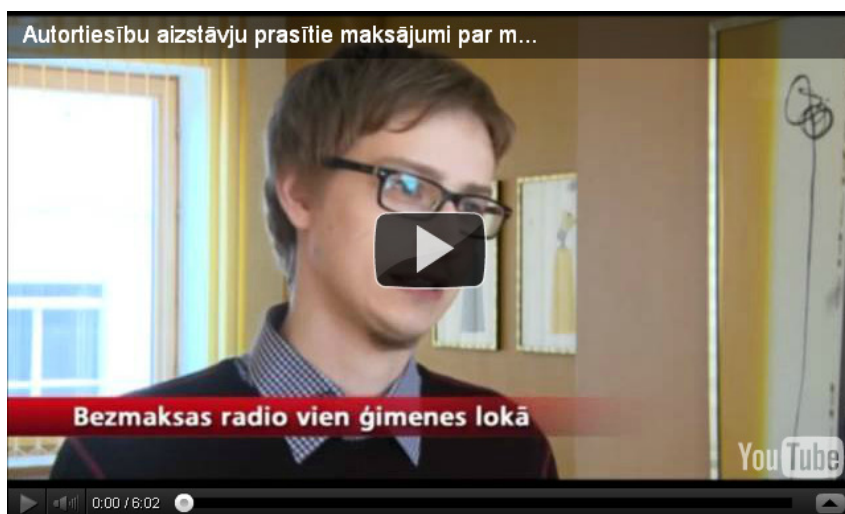 Autortiesību aizstāvju prasītie maksājumi par m...
Bezmaksas radio vien ģimenes lokā
YouTube
0:00 / 6:02